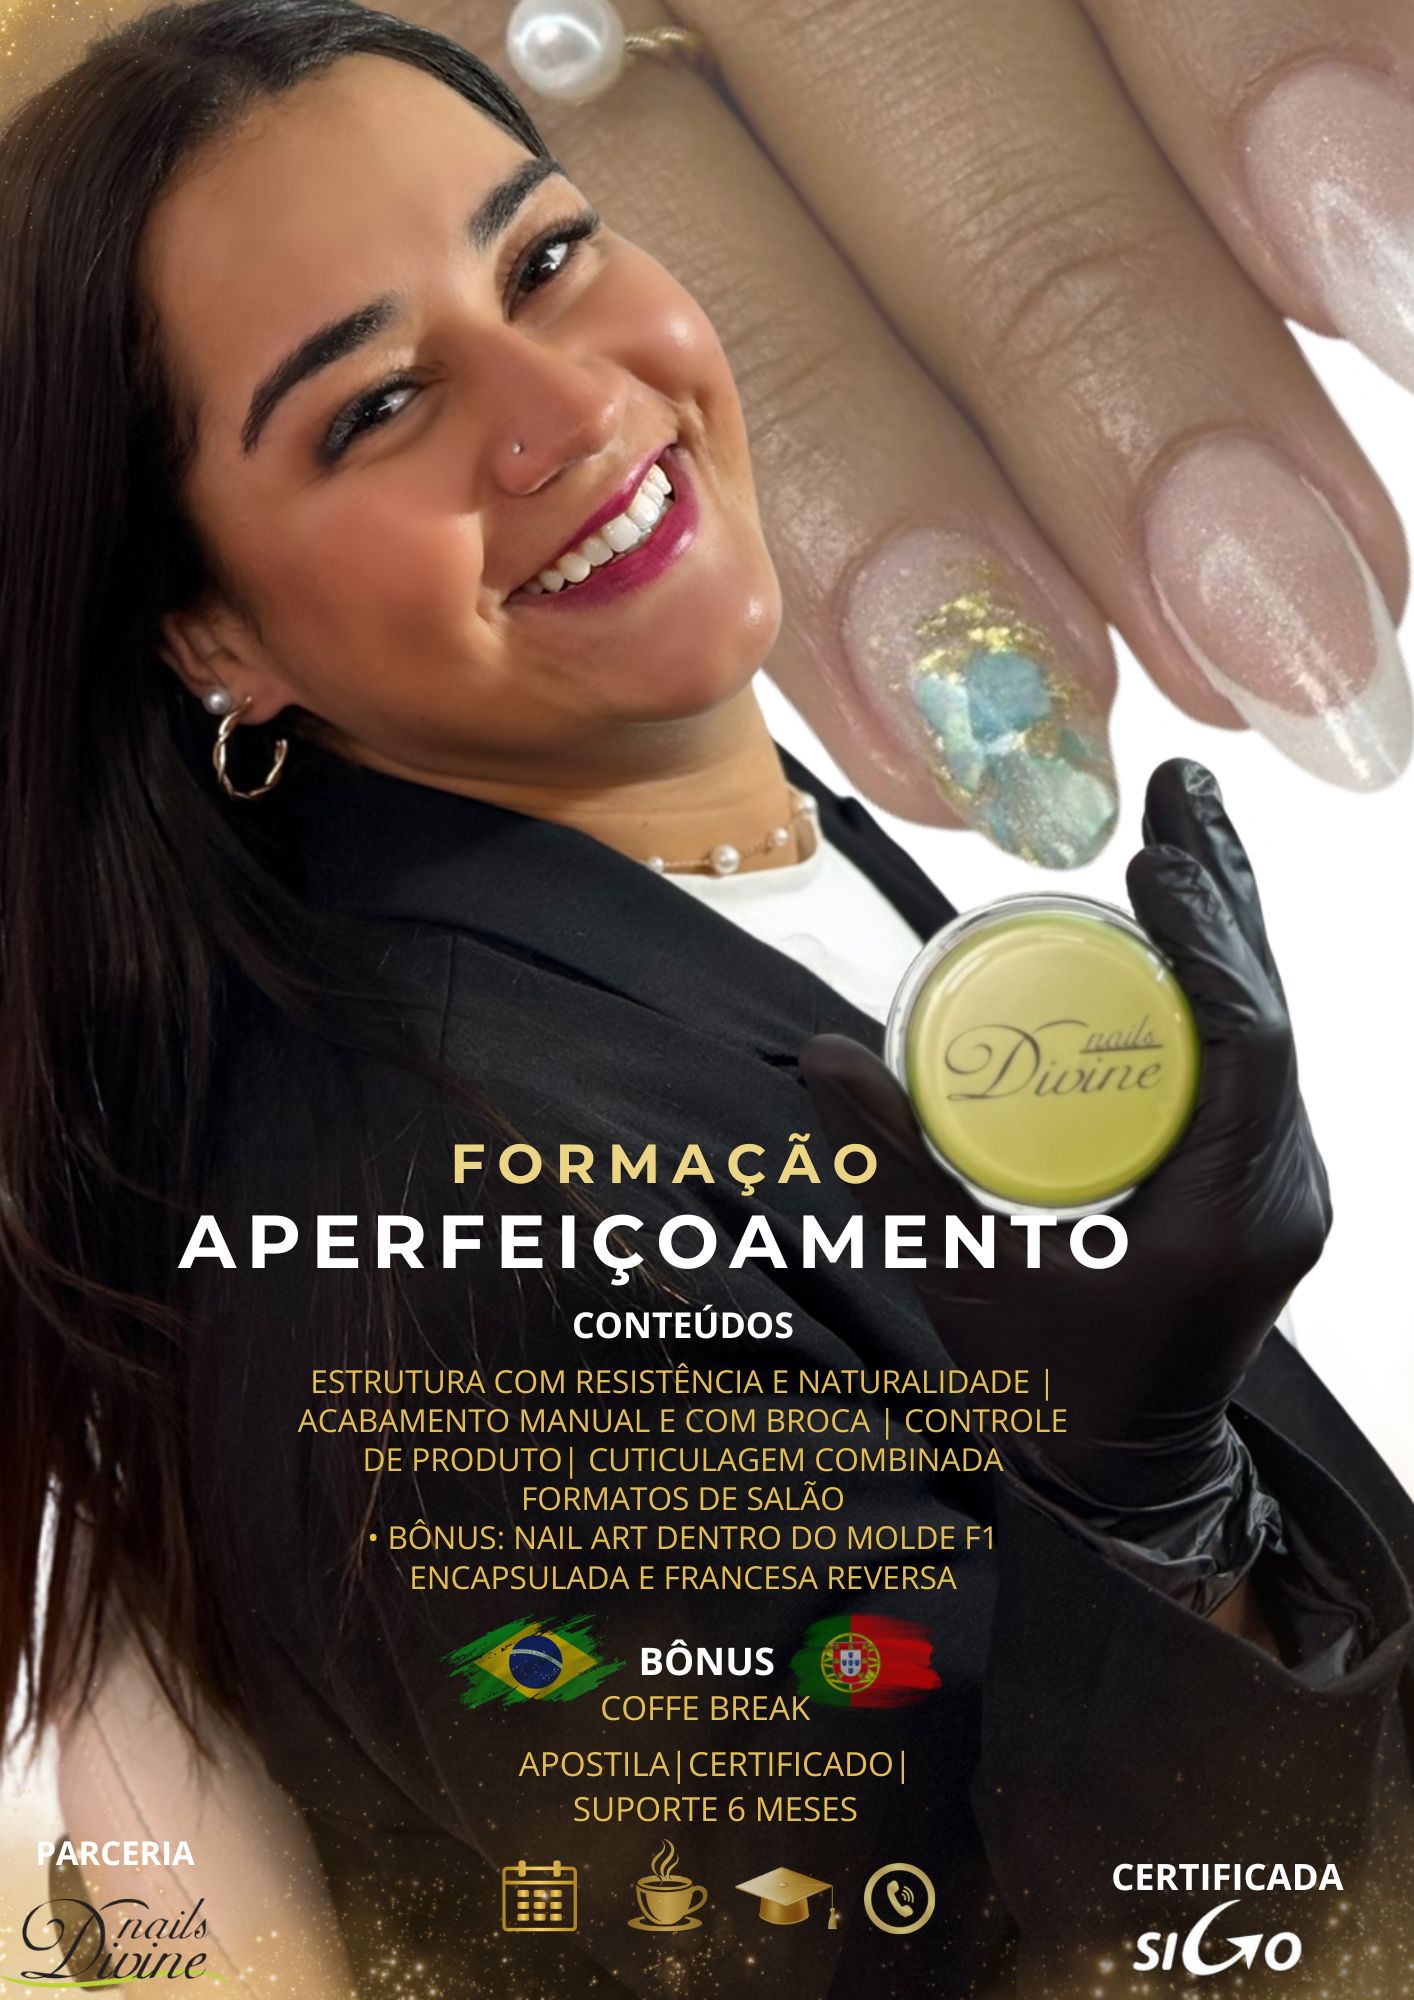 nails
Divine
FORMAÇÃO
APERFEIÇOAMENTO
CONTEÚDOS
ESTRUTURA COM RESISTÊNCIA E NATURALIDADE |
ACABAMENTO MANUAL E COM BROCA | CONTROLE
DE PRODUTO| CUTICULAGEM COMBINADA
FORMATOS DE SALÃO
• BÔNUS: NAIL ART DENTRO DO MOLDE F1
ENCAPSULADA E FRANCESA REVERSA
BÔNUS
COFFE BREAK
APOSTILA|CERTIFICADO|
SUPORTE 6 MESES
PARCERIA
nails
Divine
CERTIFICADA
SIGO